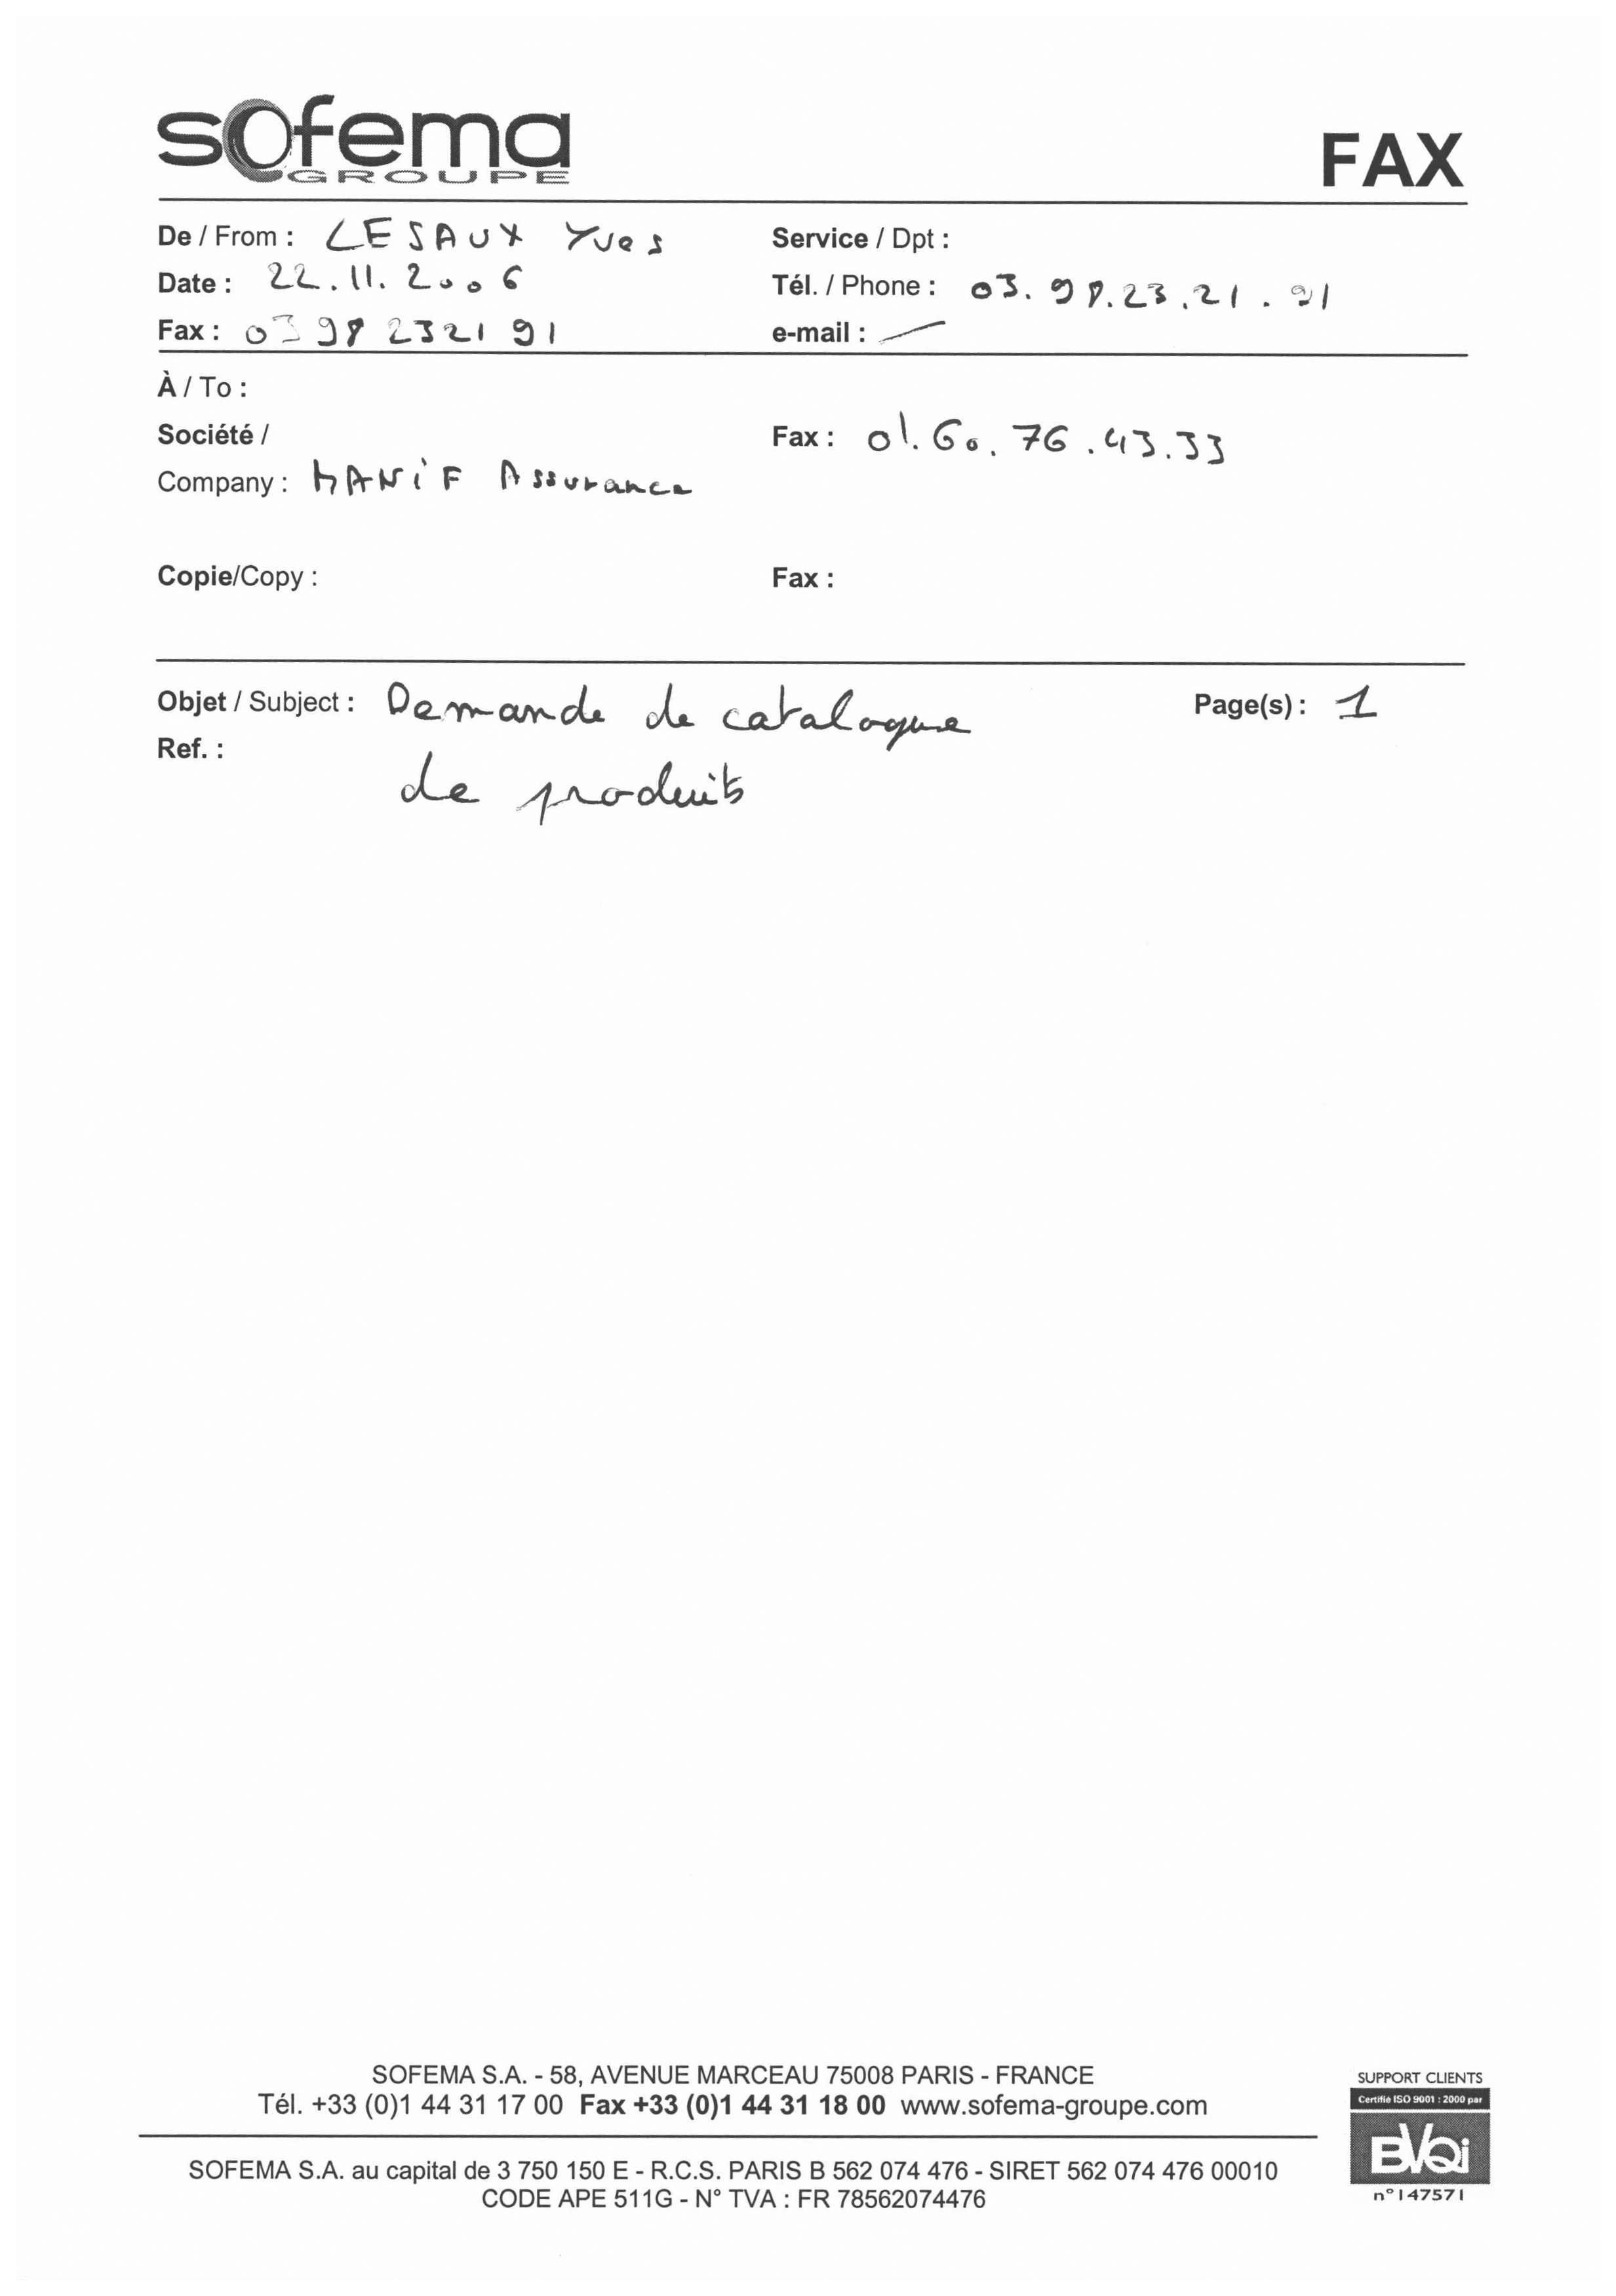 sofema
GROUPE
FAX
De / From : LESAUX Yves
Service / Dpt :
Date : 22.11.2006
Tél. / Phone : 03.98.23.21.91
Fax : 03 98 23 21 91
e-mail : —
À / To :
Société /
Fax : 01.60.76.43.33
Company : MANiF Assurance
Copie/Copy :
Fax :
Objet / Subject : Demande de catalogue
Page(s) : 1
Ref. :
de produits
SOFEMA S.A. - 58, AVENUE MARCEAU 75008 PARIS - FRANCE
Tél. +33 (0)1 44 31 17 00 Fax +33 (0)1 44 31 18 00 www.sofema-groupe.com
SOFEMA S.A. au capital de 3 750 150 E - R.C.S. PARIS B 562 074 476 - SIRET 562 074 476 00010
CODE APE 511G - N° TVA : FR 78562074476
SUPPORT CLIENTS
Certifié ISO 9001 : 2000 par
BVQi
n°147571